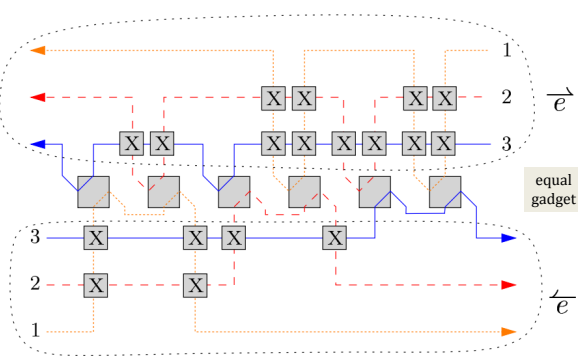 1
X X X X 2
e
X X X X X X X X 3
equal
gadget
3 X X X X
2 X X
e
1